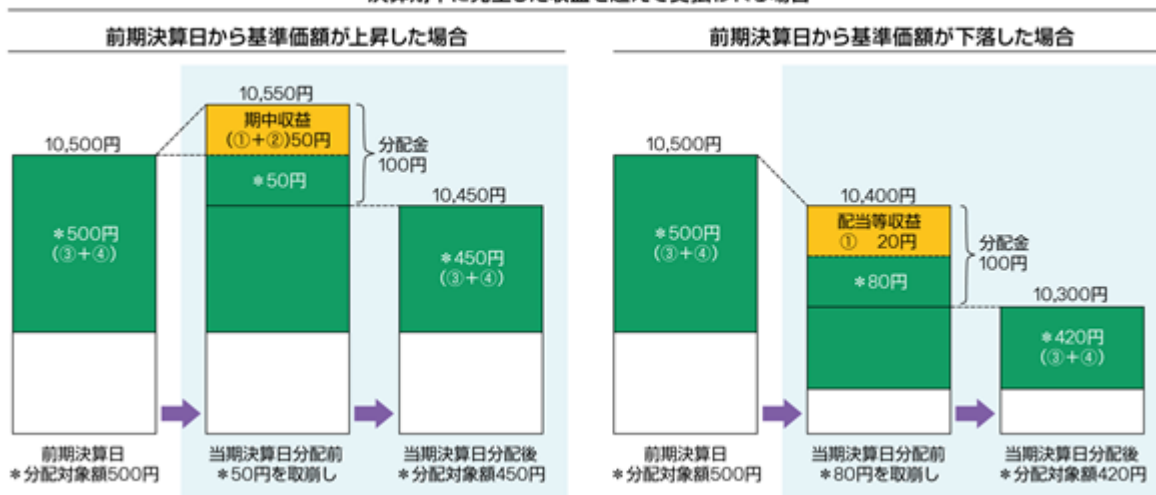 前期決算日から基準価額が上昇した場合
10,500円
＊500円
(③+④)
10,550円
期中収益
(①+②)50円
＊50円
分配金
100円
10,450円
＊450円
(③+④)
前期決算日
＊分配対象額500円
当期決算日分配前
＊50円を取崩し
当期決算日分配後
＊分配対象額450円
前期決算日から基準価額が下落した場合
10,500円
＊500円
(③+④)
10,400円
配当等収益
① 20円
＊80円
分配金
100円
10,300円
＊420円
(③+④)
前期決算日
＊分配対象額500円
当期決算日分配前
＊80円を取崩し
当期決算日分配後
＊分配対象額420円